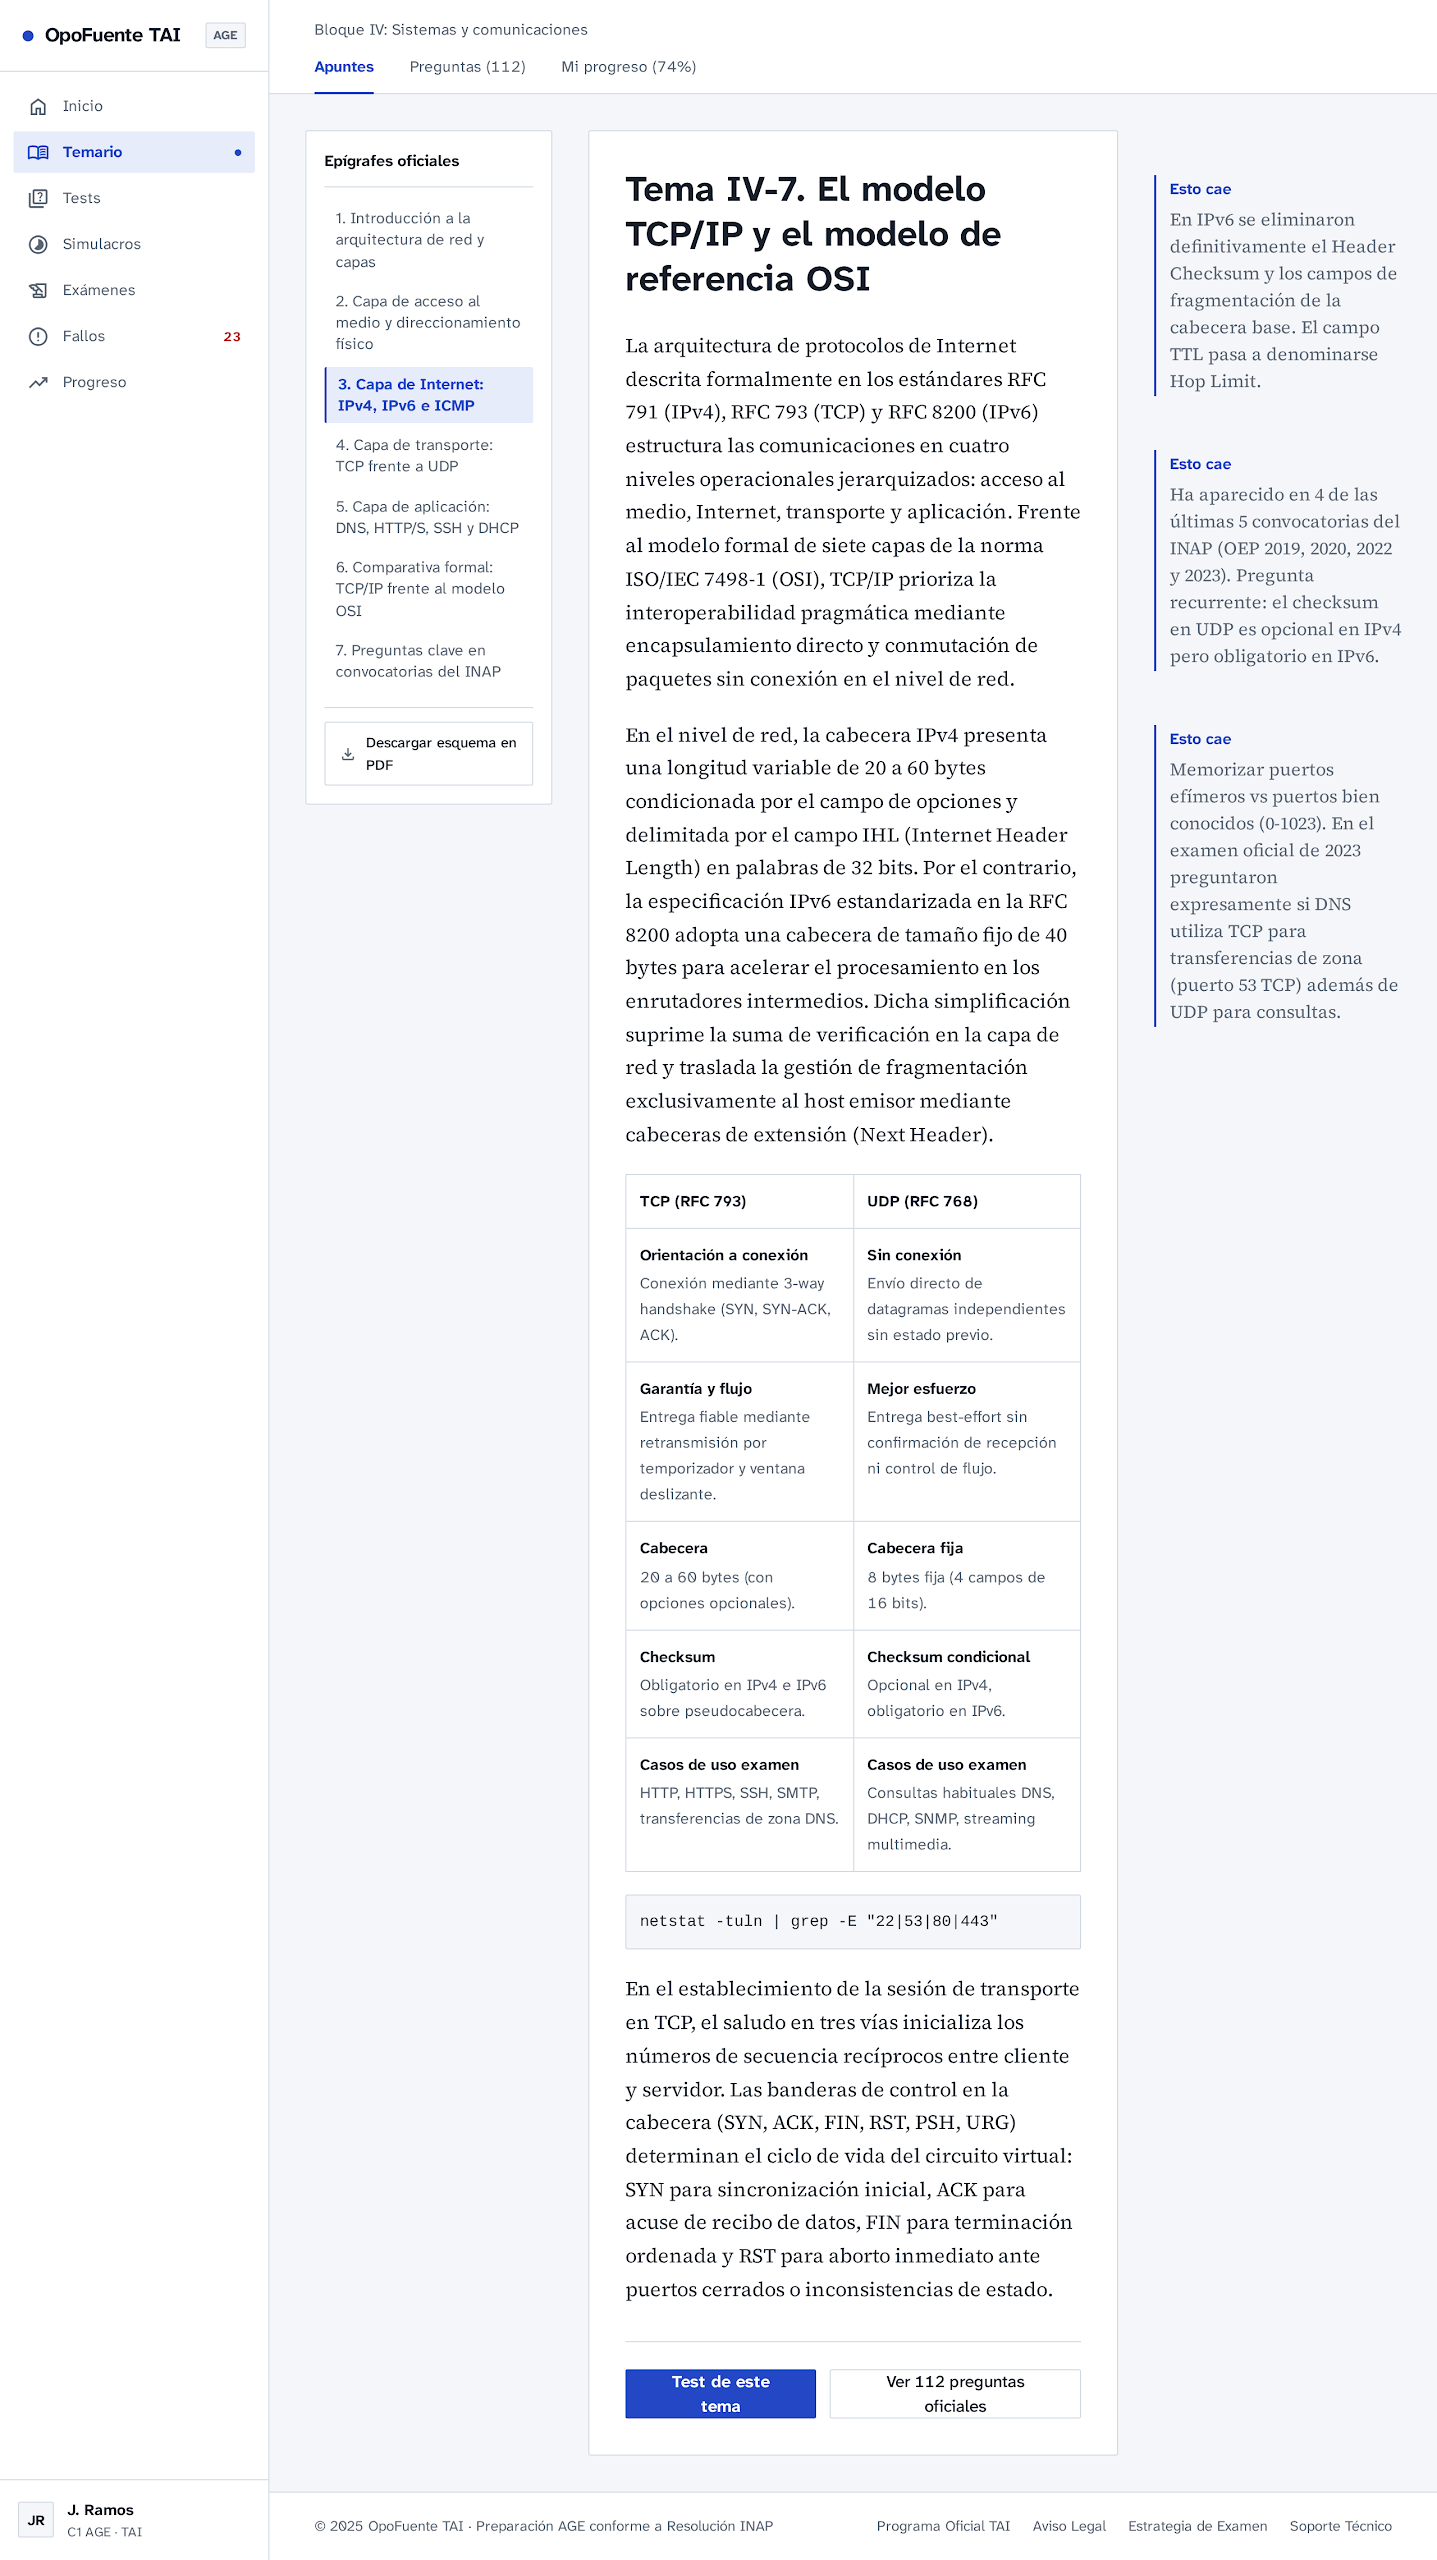 OpoFuente TAI
AGE
Inicio
Temario
Tests
Simulacros
Exámenes
Fallos
23
Progreso
J. Ramos
JR
C1 AGE · TAI
Bloque IV: Sistemas y comunicaciones
Apuntes
Preguntas (112)
Mi progreso (74%)
Epígrafes oficiales
1. Introducción a la
arquitectura de red y
capas
2. Capa de acceso al
medio y direccionamiento
físico
3. Capa de Internet:
IPv4, IPv6 e ICMP
4. Capa de transporte:
TCP frente a UDP
5. Capa de aplicación:
DNS, HTTP/S, SSH y DHCP
6. Comparativa formal:
TCP/IP frente al modelo
OSI
7. Preguntas clave en
convocatorias del INAP
Descargar esquema en
PDF
Tema IV-7. El modelo
TCP/IP y el modelo de
referencia OSI
La arquitectura de protocolos de Internet
descrita formalmente en los estándares RFC
791 (IPv4), RFC 793 (TCP) y RFC 8200 (IPv6)
estructura las comunicaciones en cuatro
niveles operacionales jerarquizados: acceso al
medio, Internet, transporte y aplicación. Frente
al modelo formal de siete capas de la norma
ISO/IEC 7498-1 (OSI), TCP/IP prioriza la
interoperabilidad pragmática mediante
encapsulamiento directo y conmutación de
paquetes sin conexión en el nivel de red.
En el nivel de red, la cabecera IPv4 presenta
una longitud variable de 20 a 60 bytes
condicionada por el campo de opciones y
delimitada por el campo IHL (Internet Header
Length) en palabras de 32 bits. Por el contrario,
la especificación IPv6 estandarizada en la RFC
8200 adopta una cabecera de tamaño fijo de 40
bytes para acelerar el procesamiento en los
enrutadores intermedios. Dicha simplificación
suprime la suma de verificación en la capa de
red y traslada la gestión de fragmentación
exclusivamente al host emisor mediante
cabeceras de extensión (Next Header).
TCP (RFC 793)
UDP (RFC 768)
Orientación a conexión
Conexión mediante 3-way
handshake (SYN, SYN-ACK,
ACK).
Sin conexión
Envío directo de
datagramas independientes
sin estado previo.
Garantía y flujo
Entrega fiable mediante
retransmisión por
temporizador y ventana
deslizante.
Mejor esfuerzo
Entrega best-effort sin
confirmación de recepción
ni control de flujo.
Cabecera
20 a 60 bytes (con
opciones opcionales).
Cabecera fija
8 bytes fija (4 campos de
16 bits).
Checksum
Obligatorio en IPv4 e IPv6
sobre pseudocabecera.
Checksum condicional
Opcional en IPv4,
obligatorio en IPv6.
Casos de uso examen
HTTP, HTTPS, SSH, SMTP,
transferencias de zona DNS.
Casos de uso examen
Consultas habituales DNS,
DHCP, SNMP, streaming
multimedia.
netstat -tuln | grep -E "22|53|80|443"
En el establecimiento de la sesión de transporte
en TCP, el saludo en tres vías inicializa los
números de secuencia recíprocos entre cliente
y servidor. Las banderas de control en la
cabecera (SYN, ACK, FIN, RST, PSH, URG)
determinan el ciclo de vida del circuito virtual:
SYN para sincronización inicial, ACK para
acuse de recibo de datos, FIN para terminación
ordenada y RST para aborto inmediato ante
puertos cerrados o inconsistencias de estado.
Test de este
tema
Ver 112 preguntas
oficiales
Esto cae
En IPv6 se eliminaron
definitivamente el Header
Checksum y los campos de
fragmentación de la
cabecera base. El campo
TTL pasa a denominarse
Hop Limit.
Esto cae
Ha aparecido en 4 de las
últimas 5 convocatorias del
INAP (OEP 2019, 2020, 2022
y 2023). Pregunta
recurrente: el checksum
en UDP es opcional en IPv4
pero obligatorio en IPv6.
Esto cae
Memorizar puertos
efímeros vs puertos bien
conocidos (0-1023). En el
examen oficial de 2023
preguntaron
expresamente si DNS
utiliza TCP para
transferencias de zona
(puerto 53 TCP) además de
UDP para consultas.
© 2025 OpoFuente TAI · Preparación AGE conforme a Resolución INAP
Programa Oficial TAI
Aviso Legal
Estrategia de Examen
Soporte Técnico